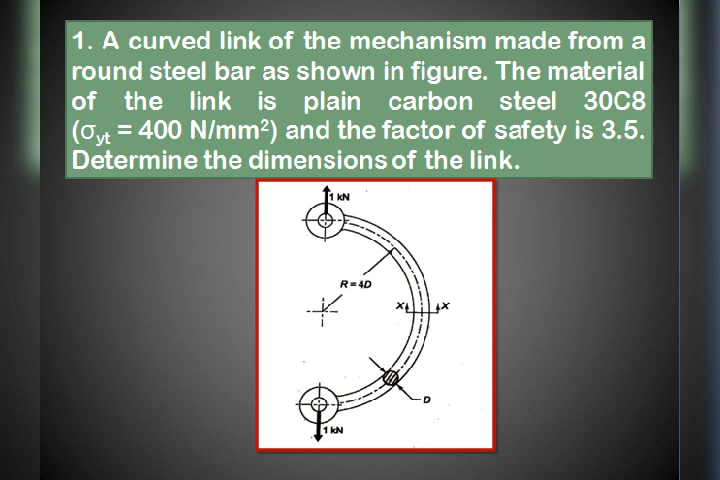 1. A curved link of the mechanism made from a
round steel bar as shown in figure. The material
of the link is plain carbon steel 30C8
(σyt = 400 N/mm²) and the factor of safety is 3.5.
Determine the dimensions of the link.
1 kN
R = 4D
X X
D
1 kN